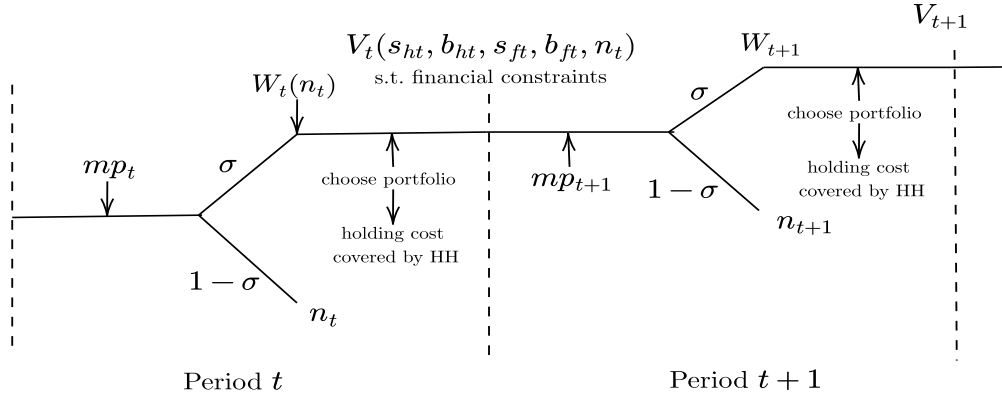 V_{t+1}
V_t(s_{ht}, b_{ht}, s_{ft}, b_{ft}, n_t)
s.t. financial constraints
W_{t+1}
W_t(n_t)
σ
choose portfolio
mp_t
σ
choose portfolio
mp_{t+1}
1 − σ
holding cost
covered by HH
n_{t+1}
holding cost
covered by HH
1 − σ
n_t
Period t
Period t + 1